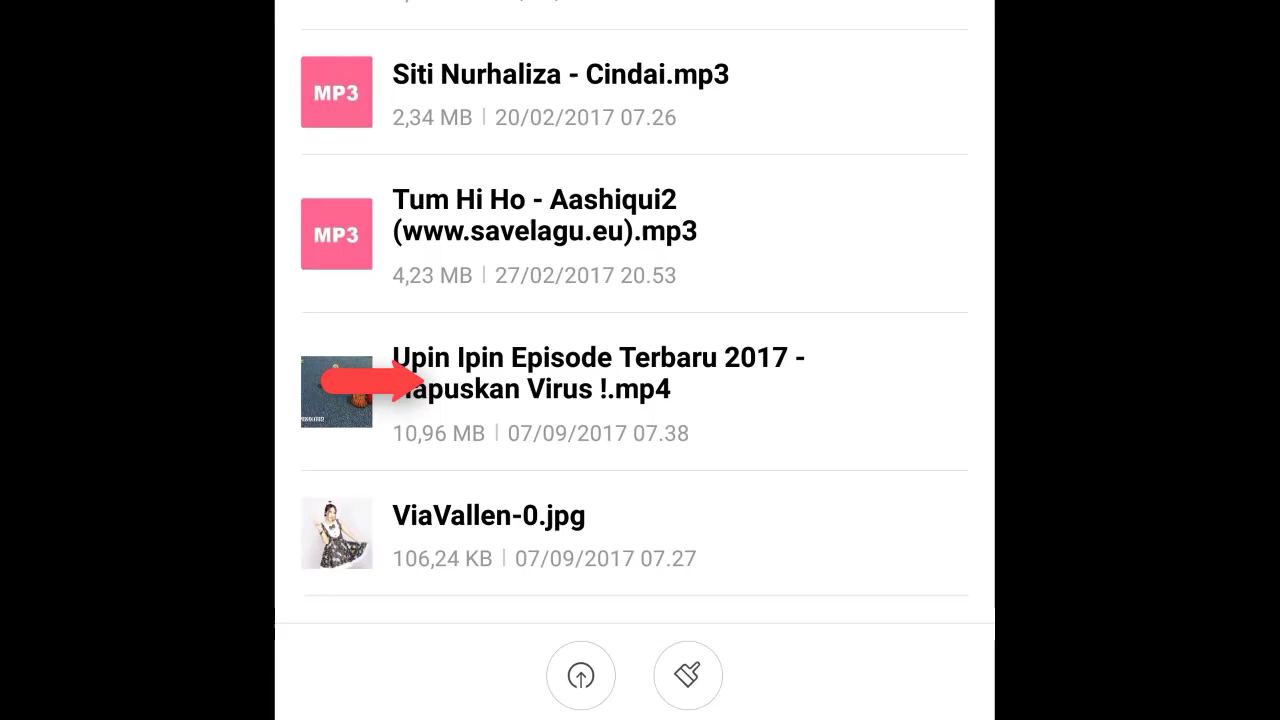 Siti Nurhaliza - Cindai.mp3
MP3
2,34 MB | 20/02/2017 07.26
Tum Hi Ho - Aashiqui2
(www.savelagu.eu).mp3
MP3
4,23 MB | 27/02/2017 20.53
Upin Ipin Episode Terbaru 2017 -
Hapuskan Virus !.mp4
10,96 MB | 07/09/2017 07.38
ViaVallen-0.jpg
106,24 KB | 07/09/2017 07.27